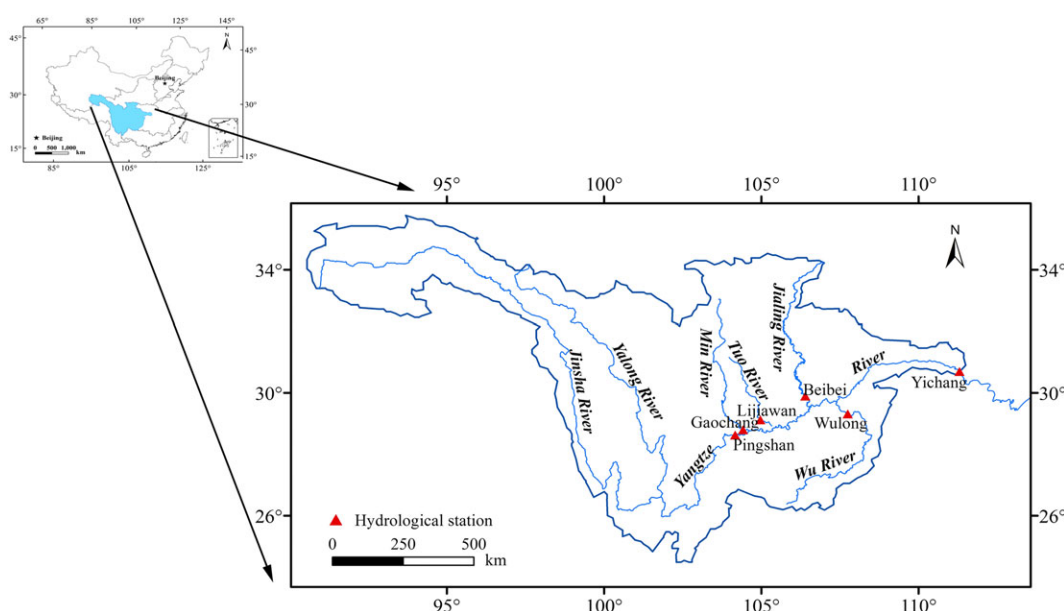 65° 85° 105° 125° 145°
45°
30°
15°
45°
30°
15°
N
Beijing
★ Beijing
0 500 1,000
km
85° 105° 125°
95° 100° 105° 110°
34°
30°
26°
34°
30°
26°
N
Jinsha River
Yalong River
Min River
Tuo River
Jialing River
Yangtze
River
Wu River
Beibei
Yichang
Lijiawan
Gaochang
Wulong
Pingshan
Hydrological station
0 250 500
km
95° 100° 105° 110°